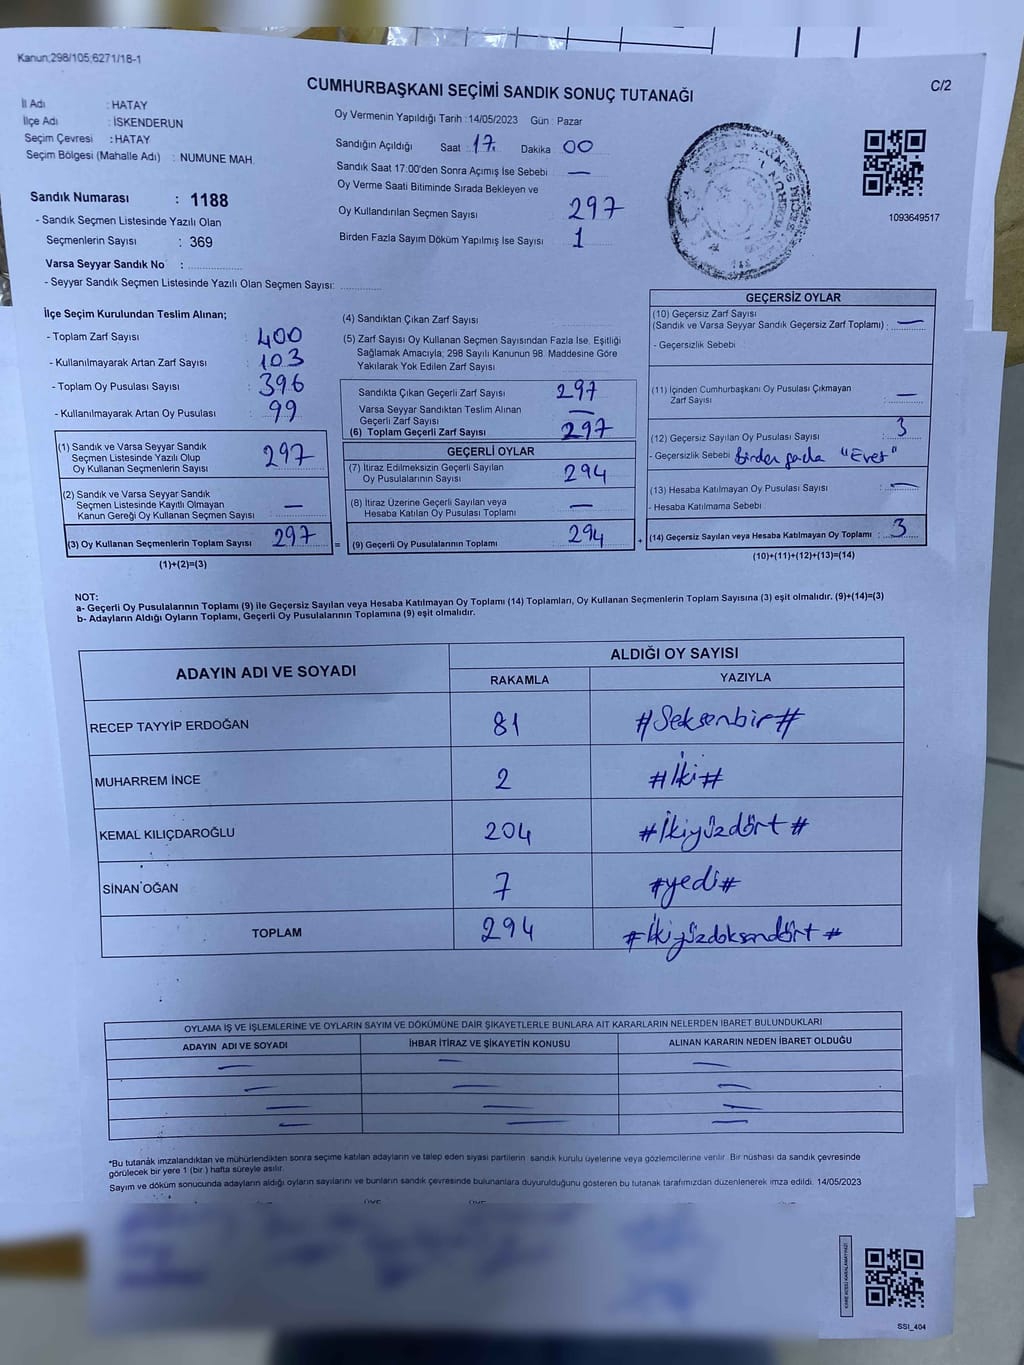 Kanun;298/105;6271/18-1
CUMHURBAŞKANI SEÇİMİ SANDIK SONUÇ TUTANAĞI
C/2
İl Adı : HATAY
İlçe Adı : İSKENDERUN
Seçim Çevresi : HATAY
Seçim Bölgesi (Mahalle Adı) : NUMUNE MAH.
Sandık Numarası : 1188
- Sandık Seçmen Listesinde Yazılı Olan
Seçmenlerin Sayısı : 369
Varsa Seyyar Sandık No :
- Seyyar Sandık Seçmen Listesinde Yazılı Olan Seçmen Sayısı:
Oy Vermenin Yapıldığı Tarih : 14/05/2023 Gün : Pazar
Sandığın Açıldığı Saat : 17. Dakika 00
Sandık Saat 17:00'den Sonra Açımış İse Sebebi —
Oy Verme Saati Bitiminde Sırada Bekleyen ve
Oy Kullandırılan Seçmen Sayısı 297
Birden Fazla Sayım Döküm Yapılmış İse Sayısı 1
1093649517
İlçe Seçim Kurulundan Teslim Alınan;
- Toplam Zarf Sayısı : 400
- Kullanılmayarak Artan Zarf Sayısı : 103
- Toplam Oy Pusulası Sayısı : 396
- Kullanılmayarak Artan Oy Pusulası : 99
(1) Sandık ve Varsa Seyyar Sandık
Seçmen Listesinde Yazılı Olup
Oy Kullanan Seçmenlerin Sayısı 297
(2) Sandık ve Varsa Seyyar Sandık
Seçmen Listesinde Kayıtlı Olmayan
Kanun Gereği Oy Kullanan Seçmen Sayısı —
(3) Oy Kullanan Seçmenlerin Toplam Sayısı 297
(1)+(2)=(3)
(4) Sandıktan Çıkan Zarf Sayısı
(5) Zarf Sayısı Oy Kullanan Seçmen Sayısından Fazla İse, Eşitliği
Sağlamak Amacıyla; 298 Sayılı Kanunun 98. Maddesine Göre
Yakılarak Yok Edilen Zarf Sayısı
Sandıkta Çıkan Geçerli Zarf Sayısı 297
Varsa Seyyar Sandıktan Teslim Alınan
Geçerli Zarf Sayısı —
(6) Toplam Geçerli Zarf Sayısı 297
GEÇERLİ OYLAR
(7) İtiraz Edilmeksizin Geçerli Sayılan
Oy Pusulalarının Sayısı 294
(8) İtiraz Üzerine Geçerli Sayılan veya
Hesaba Katılan Oy Pusulası Toplamı —
= (9) Geçerli Oy Pusulalarının Toplamı 294 +
GEÇERSİZ OYLAR
(10) Geçersiz Zarf Sayısı
(Sandık ve Varsa Seyyar Sandık Geçersiz Zarf Toplamı) : —
- Geçersizlik Sebebi :
(11) İçinden Cumhurbaşkanı Oy Pusulası Çıkmayan
Zarf Sayısı : —
(12) Geçersiz Sayılan Oy Pusulası Sayısı : 3
- Geçersizlik Sebebi Birden fazla "Evet"
(13) Hesaba Katılmayan Oy Pusulası Sayısı : —
- Hesaba Katılmama Sebebi :
(14) Geçersiz Sayılan veya Hesaba Katılmayan Oy Toplamı : 3
(10)+(11)+(12)+(13)=(14)
NOT:
a- Geçerli Oy Pusulalarının Toplamı (9) ile Geçersiz Sayılan veya Hesaba Katılmayan Oy Toplamı (14) Toplamları, Oy Kullanan Seçmenlerin Toplam Sayısına (3) eşit olmalıdır. (9)+(14)=(3)
b- Adayların Aldığı Oyların Toplamı, Geçerli Oy Pusulalarının Toplamına (9) eşit olmalıdır.
ADAYIN ADI VE SOYADI
ALDIĞI OY SAYISI
RAKAMLA YAZIYLA
RECEP TAYYİP ERDOĞAN 81 #Seksenbir#
MUHARREM İNCE 2 #İki#
KEMAL KILIÇDAROĞLU 204 #İkiyüzdört#
SİNAN OĞAN 7 #yedi#
TOPLAM 294 #İkiyüzdoksandört#
OYLAMA İŞ VE İŞLEMLERİNE VE OYLARIN SAYIM VE DÖKÜMÜNE DAİR ŞİKAYETLERLE BUNLARA AİT KARARLARIN NELERDEN İBARET BULUNDUKLARI
ADAYIN ADI VE SOYADI İHBAR İTİRAZ VE ŞİKAYETİN KONUSU ALINAN KARARIN NEDEN İBARET OLDUĞU
— — —
— — —
— — —
— — —
*Bu tutanak imzalandıktan ve mühürlendikten sonra seçime katılan adayların ve talep eden siyasi partilerin sandık kurulu üyelerine veya gözlemcilerine verilir. Bir nüshası da sandık çevresinde
görülecek bir yere 1 (bir) hafta süreyle asılır.
Sayım ve döküm sonucunda adayların aldığı oyların sayılarını ve bunların sandık çevresinde bulunanlara duyurulduğunu gösteren bu tutanak tarafımızdan düzenlenerek imza edildi. 14/05/2023
ÜYE ÜYE
SSI_404